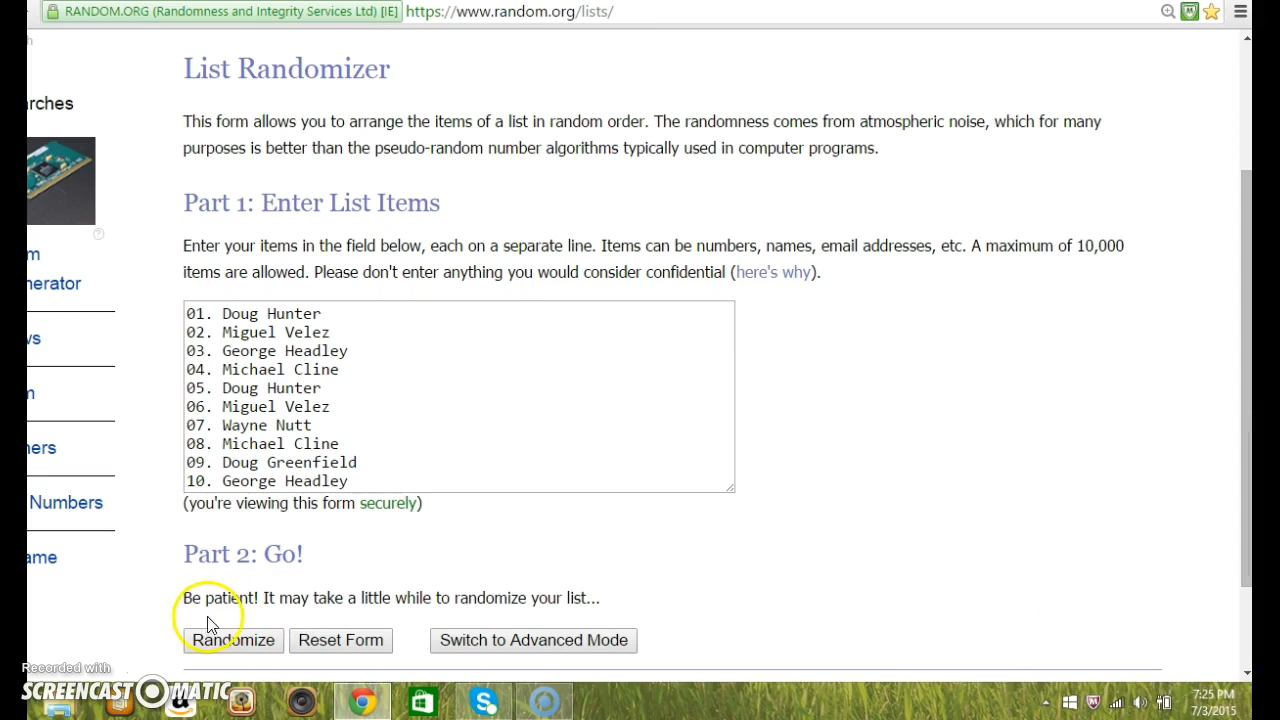 RANDOM.ORG (Randomness and Integrity Services Ltd) [IE] https://www.random.org/lists/
List Randomizer
This form allows you to arrange the items of a list in random order. The randomness comes from atmospheric noise, which for many
purposes is better than the pseudo-random number algorithms typically used in computer programs.
Part 1: Enter List Items
Enter your items in the field below, each on a separate line. Items can be numbers, names, email addresses, etc. A maximum of 10,000
items are allowed. Please don't enter anything you would consider confidential (here's why).
01. Doug Hunter
02. Miguel Velez
03. George Headley
04. Michael Cline
05. Doug Hunter
06. Miguel Velez
07. Wayne Nutt
08. Michael Cline
09. Doug Greenfield
10. George Headley
(you're viewing this form securely)
Part 2: Go!
Be patient! It may take a little while to randomize your list...
Randomize Reset Form Switch to Advanced Mode
h
rches
?
m
nerator
ws
m
ners
Numbers
ame
Recorded with
SCREENCAST MATIC
7:25 PM
7/3/2015